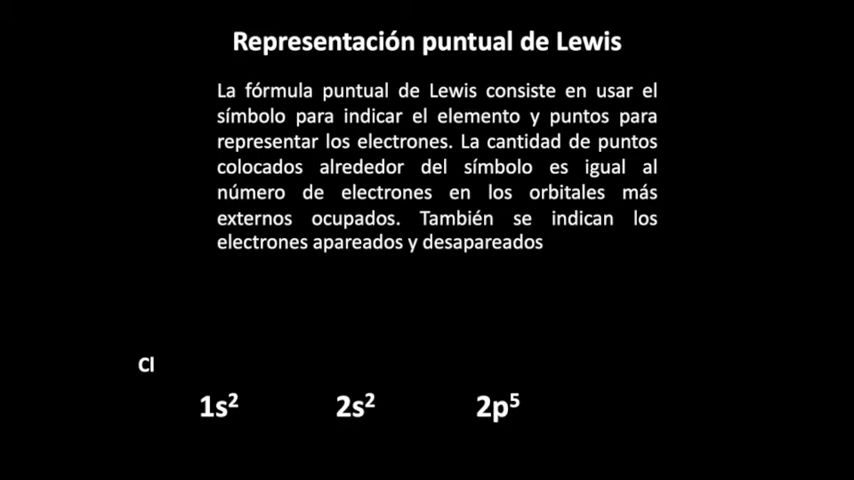 Representación puntual de Lewis
La fórmula puntual de Lewis consiste en usar el
símbolo para indicar el elemento y puntos para
representar los electrones. La cantidad de puntos
colocados alrededor del símbolo es igual al
número de electrones en los orbitales más
externos ocupados. También se indican los
electrones apareados y desapareados
Cl
1s² 2s² 2p⁵